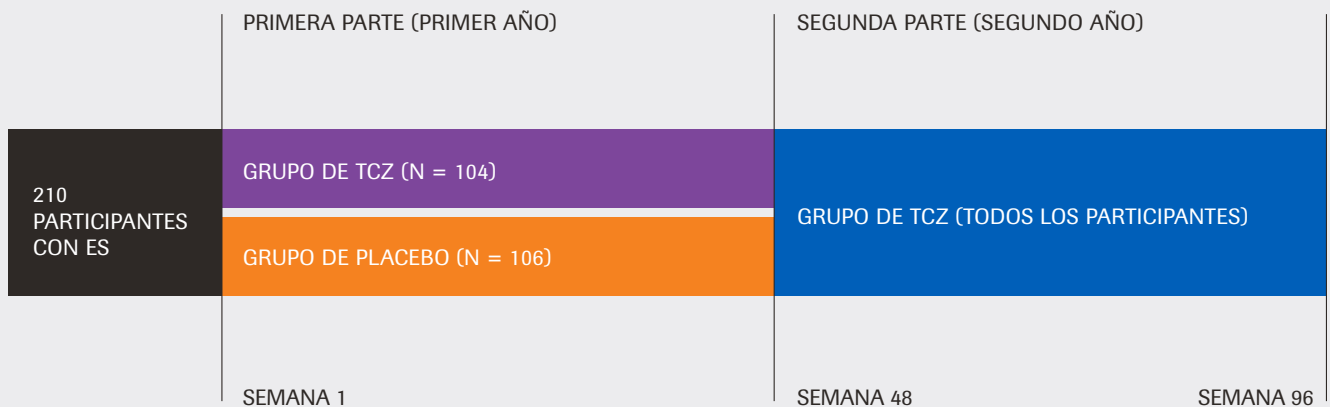 PRIMERA PARTE (PRIMER AÑO)
SEGUNDA PARTE (SEGUNDO AÑO)
210
PARTICIPANTES
CON ES
GRUPO DE TCZ (N = 104)
GRUPO DE PLACEBO (N = 106)
GRUPO DE TCZ (TODOS LOS PARTICIPANTES)
SEMANA 1
SEMANA 48
SEMANA 96